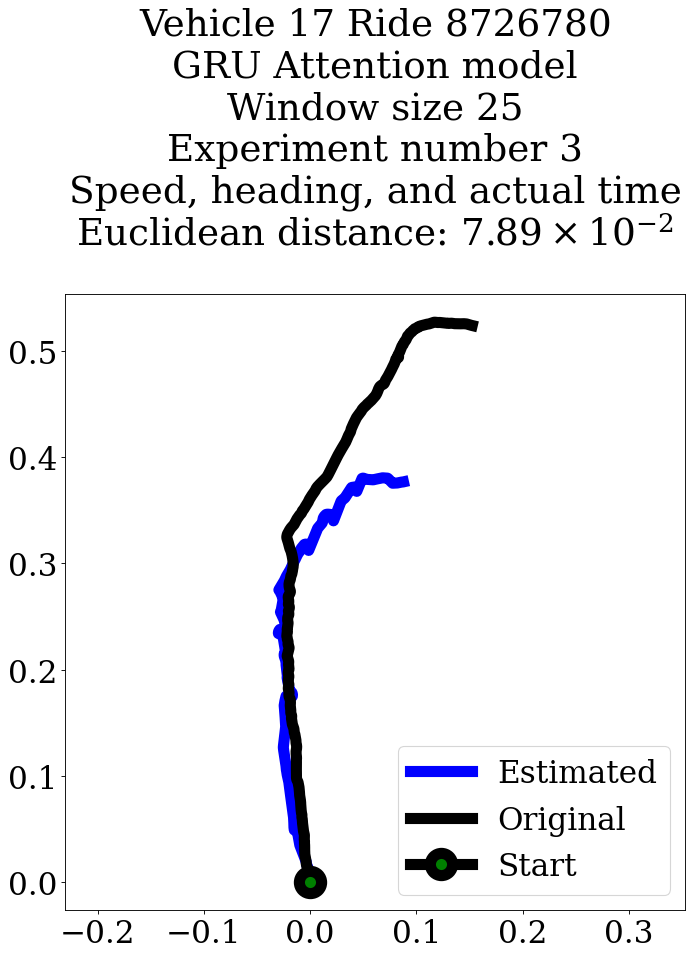 Vehicle 17 Ride 8726780
GRU Attention model
Window size 25
Experiment number 3
Speed, heading, and actual time
Euclidean distance: 7.89 × 10⁻²
0.5
0.4
0.3
0.2
0.1
0.0
Estimated
Original
Start
−0.2 −0.1 0.0 0.1 0.2 0.3